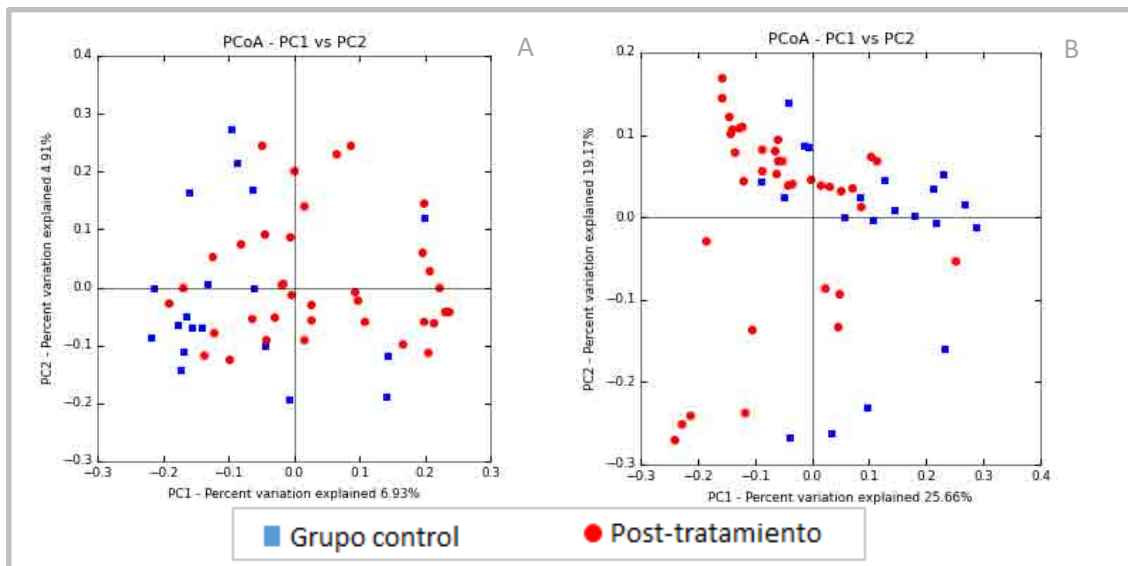 PCoA - PC1 vs PC2
A
0.4
0.3
0.2
0.1
0.0
−0.1
−0.2
−0.3
PC2 - Percent variation explained 4.91%
−0.3
−0.2
−0.1
0.0
0.1
0.2
0.3
PC1 - Percent variation explained 6.93%
PCoA - PC1 vs PC2
B
0.2
0.1
0.0
−0.1
−0.2
−0.3
PC2 - Percent variation explained 19.17%
−0.3
−0.2
−0.1
0.0
0.1
0.2
0.3
0.4
PC1 - Percent variation explained 25.66%
Grupo control
Post-tratamiento